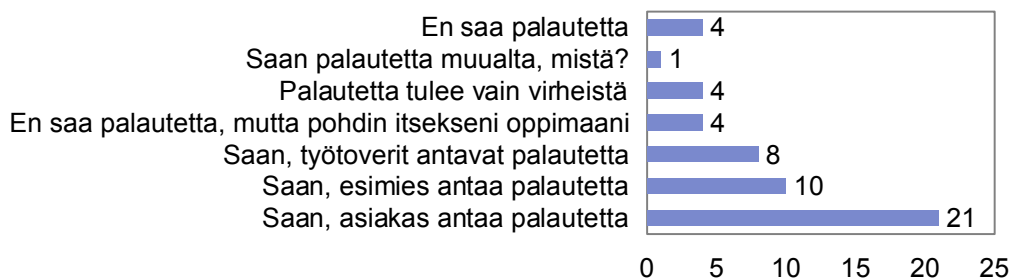 En saa palautetta 4
Saan palautetta muualta, mistä? 1
Palautetta tulee vain virheistä 4
En saa palautetta, mutta pohdin itsekseni oppimaani 4
Saan, työtoverit antavat palautetta 8
Saan, esimies antaa palautetta 10
Saan, asiakas antaa palautetta 21
0 5 10 15 20 25